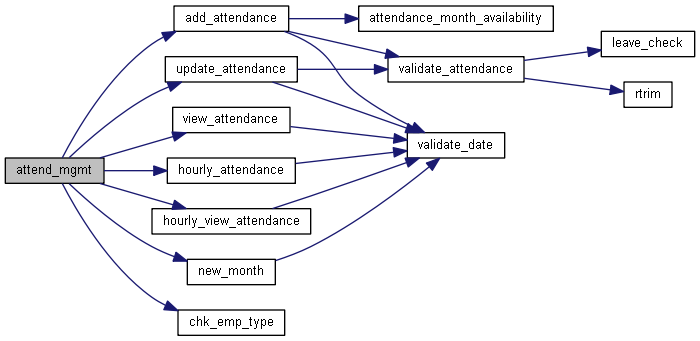 attend_mgmt
add_attendance
update_attendance
view_attendance
hourly_attendance
hourly_view_attendance
new_month
chk_emp_type
attendance_month_availability
validate_attendance
validate_date
leave_check
rtrim